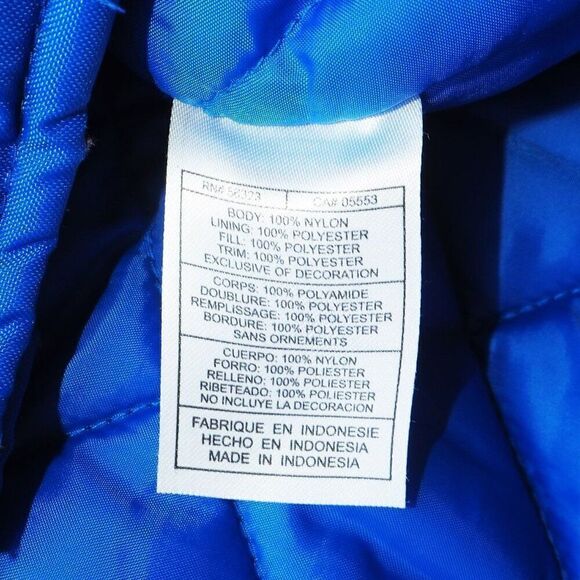 RN# 56323 CA# 05553
BODY: 100% NYLON
LINING: 100% POLYESTER
FILL: 100% POLYESTER
TRIM: 100% POLYESTER
EXCLUSIVE OF DECORATION
CORPS: 100% POLYAMIDE
DOUBLURE: 100% POLYESTER
REMPLISSAGE: 100% POLYESTER
BORDURE: 100% POLYESTER
SANS ORNEMENTS
CUERPO: 100% NYLON
FORRO: 100% POLIESTER
RELLENO: 100% POLIESTER
RIBETEADO: 100% POLIESTER
NO INCLUYE LA DECORACION
FABRIQUE EN INDONESIE
HECHO EN INDONESIA
MADE IN INDONESIA